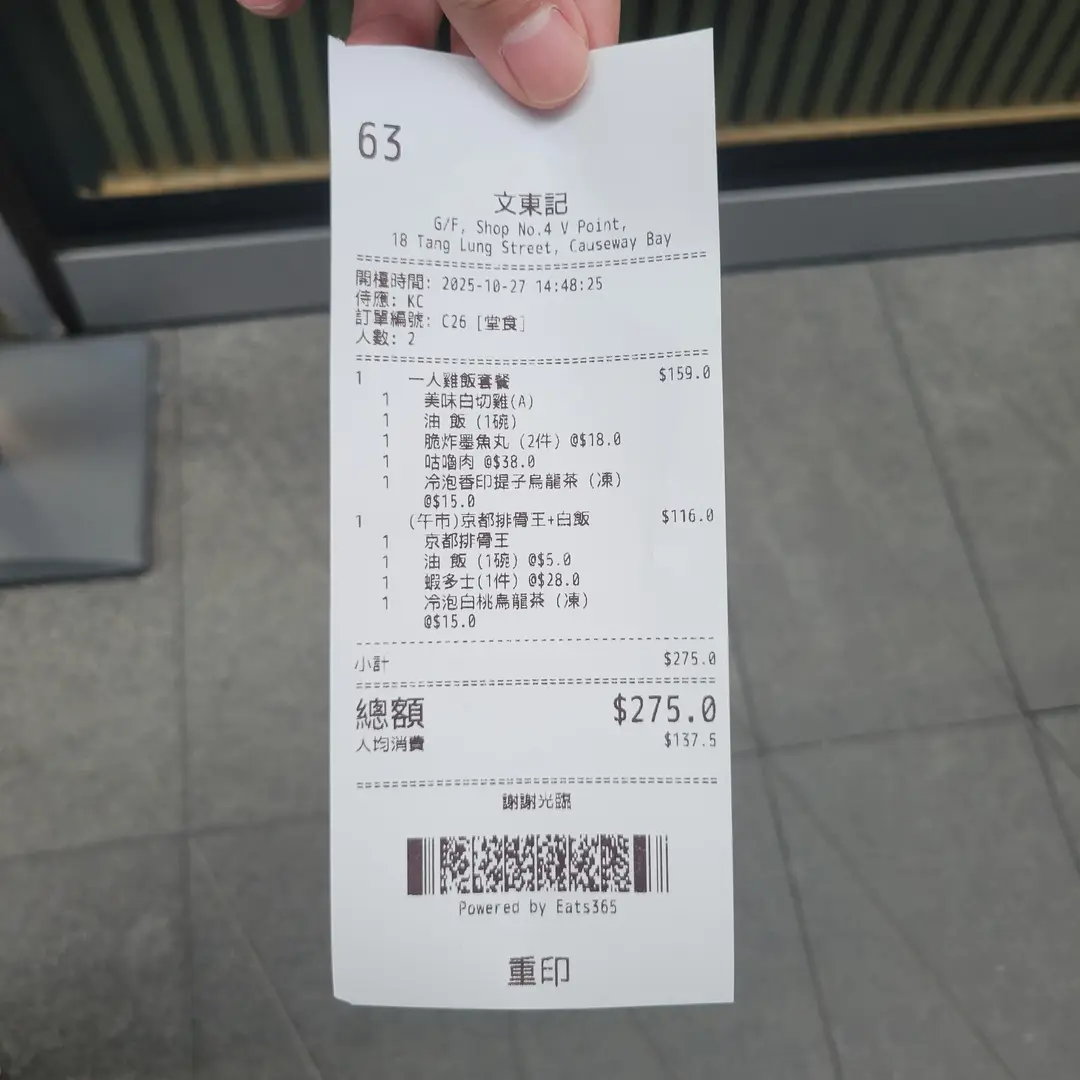 63
文東記
G/F, Shop No.4 V Point,
18 Tang Lung Street, Causeway Bay
開檯時間: 2025-10-27 14:48:25
侍應: KC
訂單編號: C26 [堂食]
人數: 2
1 一人雞飯套餐 $159.0
1 美味白切雞(A)
1 油 飯 (1碗)
1 脆炸墨魚丸 (2件) @$18.0
1 咕嚕肉 @$38.0
1 冷泡香印提子烏龍茶 (凍)
@$15.0
1 (午市)京都排骨王+白飯 $116.0
1 京都排骨王
1 油 飯 (1碗) @$5.0
1 蝦多士(1件) @$28.0
1 冷泡白桃烏龍茶 (凍)
@$15.0
小計 $275.0
總額 $275.0
人均消費 $137.5
謝謝光臨
Powered by Eats365
重印